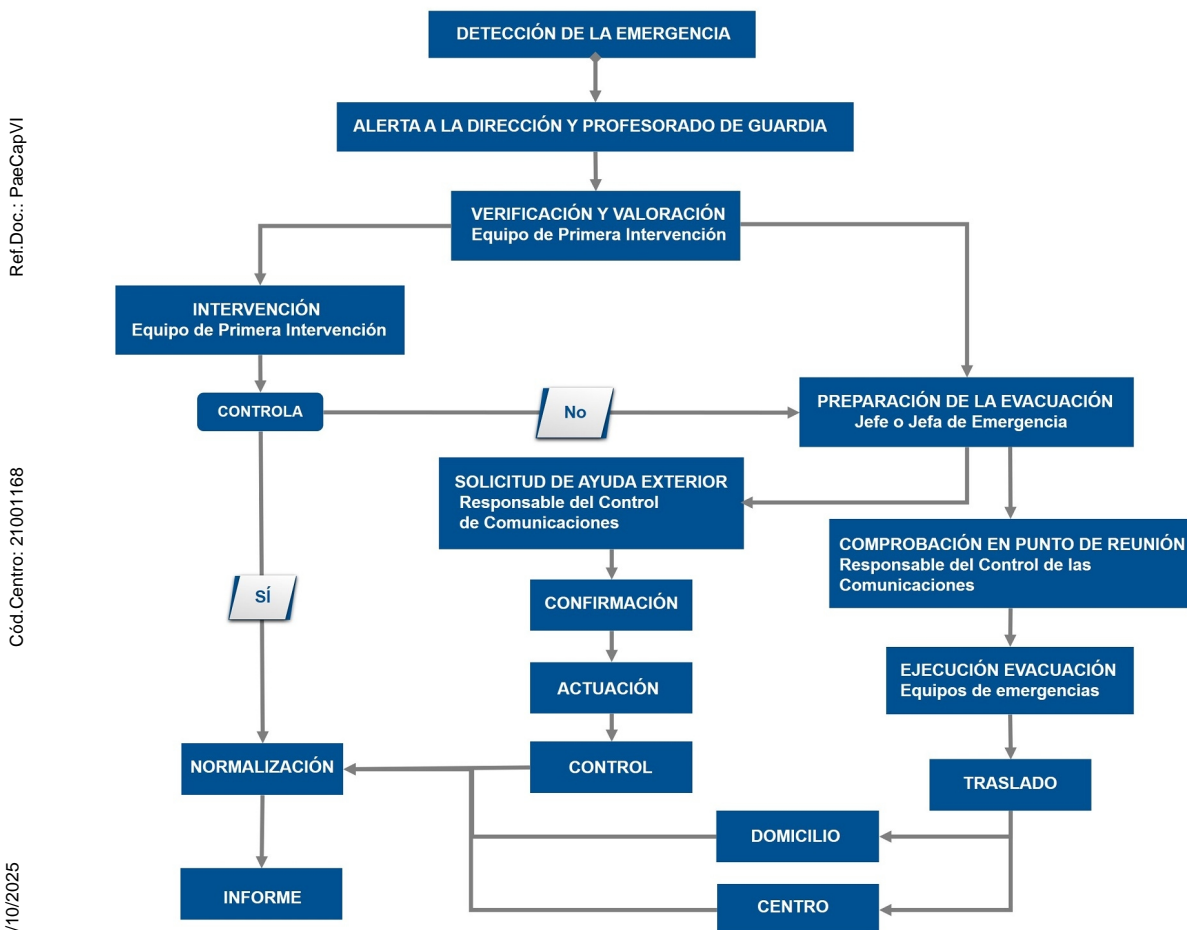 DETECCIÓN DE LA EMERGENCIA
ALERTA A LA DIRECCIÓN Y PROFESORADO DE GUARDIA
VERIFICACIÓN Y VALORACIÓN
Equipo de Primera Intervención
INTERVENCIÓN
Equipo de Primera Intervención
CONTROLA
No
PREPARACIÓN DE LA EVACUACIÓN
Jefe o Jefa de Emergencia
SOLICITUD DE AYUDA EXTERIOR
Responsable del Control
de Comunicaciones
COMPROBACIÓN EN PUNTO DE REUNIÓN
Responsable del Control de las
Comunicaciones
SÍ
CONFIRMACIÓN
EJECUCIÓN EVACUACIÓN
Equipos de emergencias
ACTUACIÓN
NORMALIZACIÓN
CONTROL
TRASLADO
DOMICILIO
INFORME
CENTRO
Ref.Doc.: PaeCapVI
Cód.Centro: 21001168
/10/2025